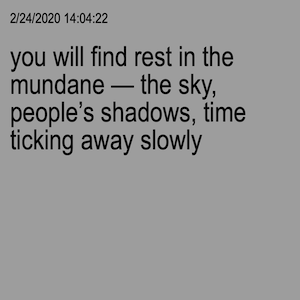 2/24/2020 14:04:22
you will find rest in the
mundane — the sky,
people’s shadows, time
ticking away slowly